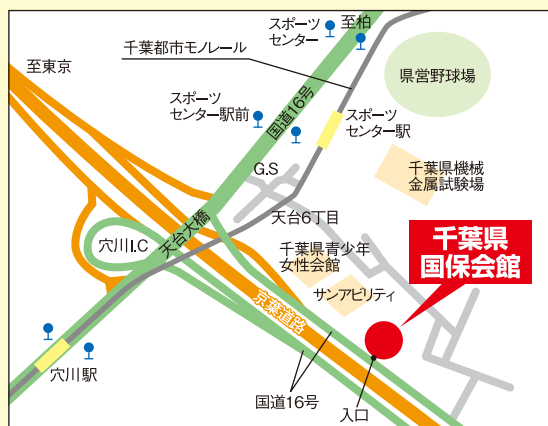 スポーツ
センター
至柏
千葉都市モノレール
至東京
県営野球場
スポーツ
センター駅前
国道16号
スポーツ
センター駅
G.S
千葉県機械
金属試験場
天台6丁目
天台大橋
穴川I.C
千葉県青少年
女性会館
千葉県
国保会館
サンアビリティ
京葉道路
穴川駅
国道16号
入口